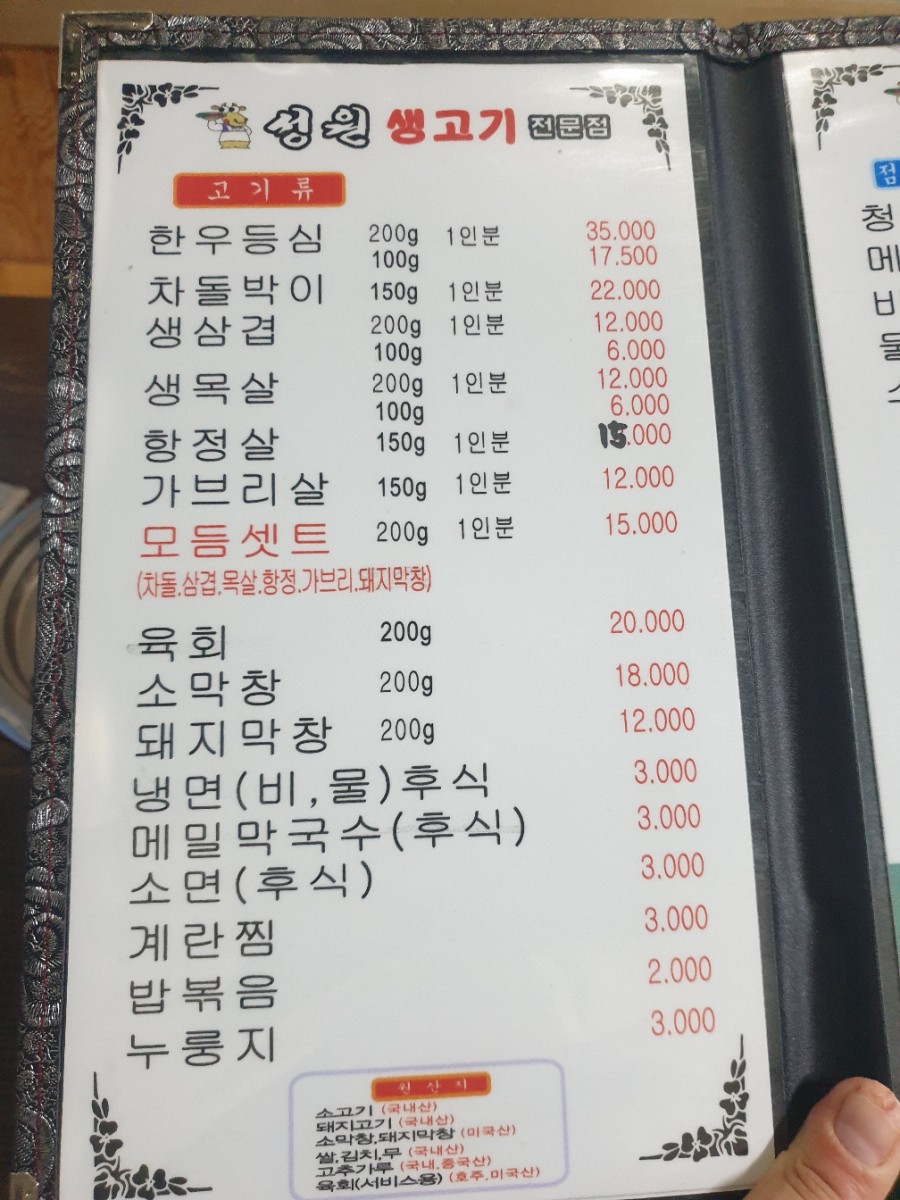 성원 생고기 전문점
고기류
한우등심 200g 1인분 35.000
100g 17.500
차돌박이 150g 1인분 22.000
생삼겹 200g 1인분 12.000
100g 6.000
생목살 200g 1인분 12.000
100g 6.000
항정살 150g 1인분 15.000
가브리살 150g 1인분 12.000
모듬셋트 200g 1인분 15.000
(차돌.삼겹.목살.항정.가브리.돼지막창)
육회 200g 20.000
소막창 200g 18.000
돼지막창 200g 12.000
냉면(비,물)후식 3.000
메밀막국수(후식) 3.000
소면(후식) 3.000
계란찜 3.000
밥볶음 2.000
누룽지 3.000
원산지
소고기 (국내산)
돼지고기 (국내산)
소막창,돼지막창 (미국산)
쌀,김치,무 (국내산)
고추가루 (국내,중국산)
육회(서비스용) (호주,미국산)
점
청
메
비
물